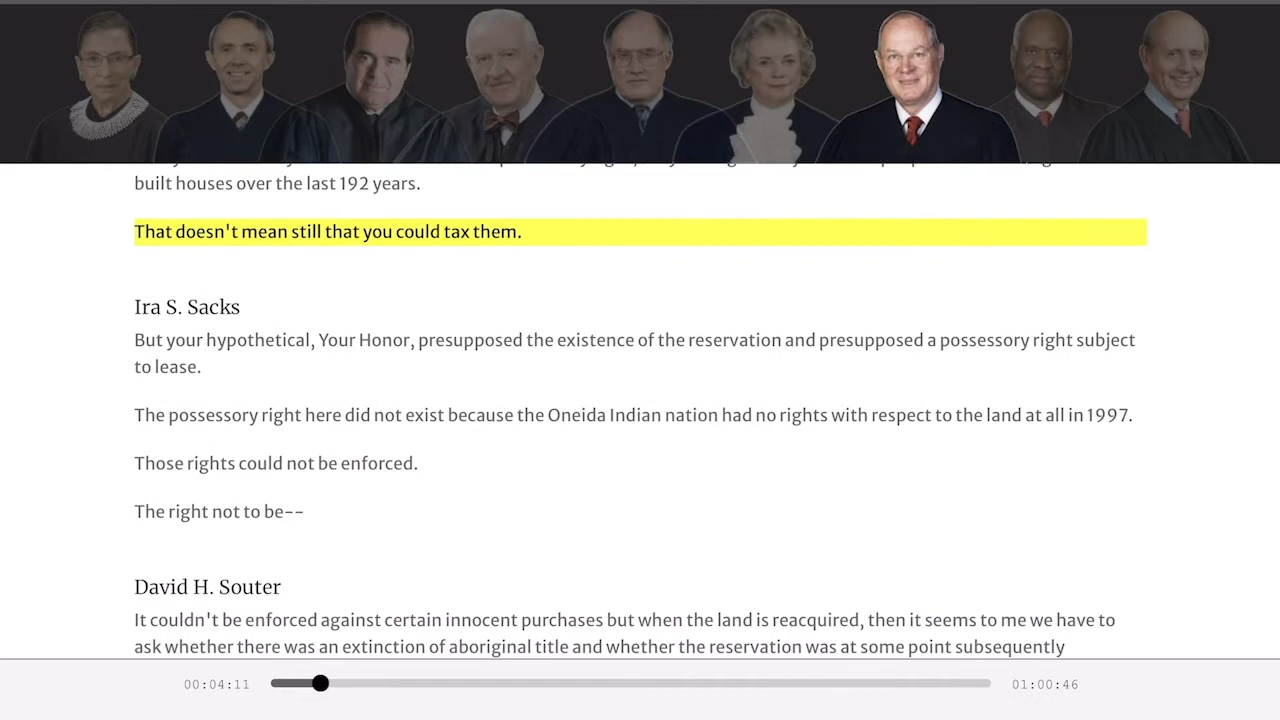 built houses over the last 192 years.
That doesn't mean still that you could tax them.
Ira S. Sacks
But your hypothetical, Your Honor, presupposed the existence of the reservation and presupposed a possessory right subject
to lease.
The possessory right here did not exist because the Oneida Indian nation had no rights with respect to the land at all in 1997.
Those rights could not be enforced.
The right not to be--
David H. Souter
It couldn't be enforced against certain innocent purchases but when the land is reacquired, then it seems to me we have to
ask whether there was an extinction of aboriginal title and whether the reservation was at some point subsequently
00:04:11
01:00:46